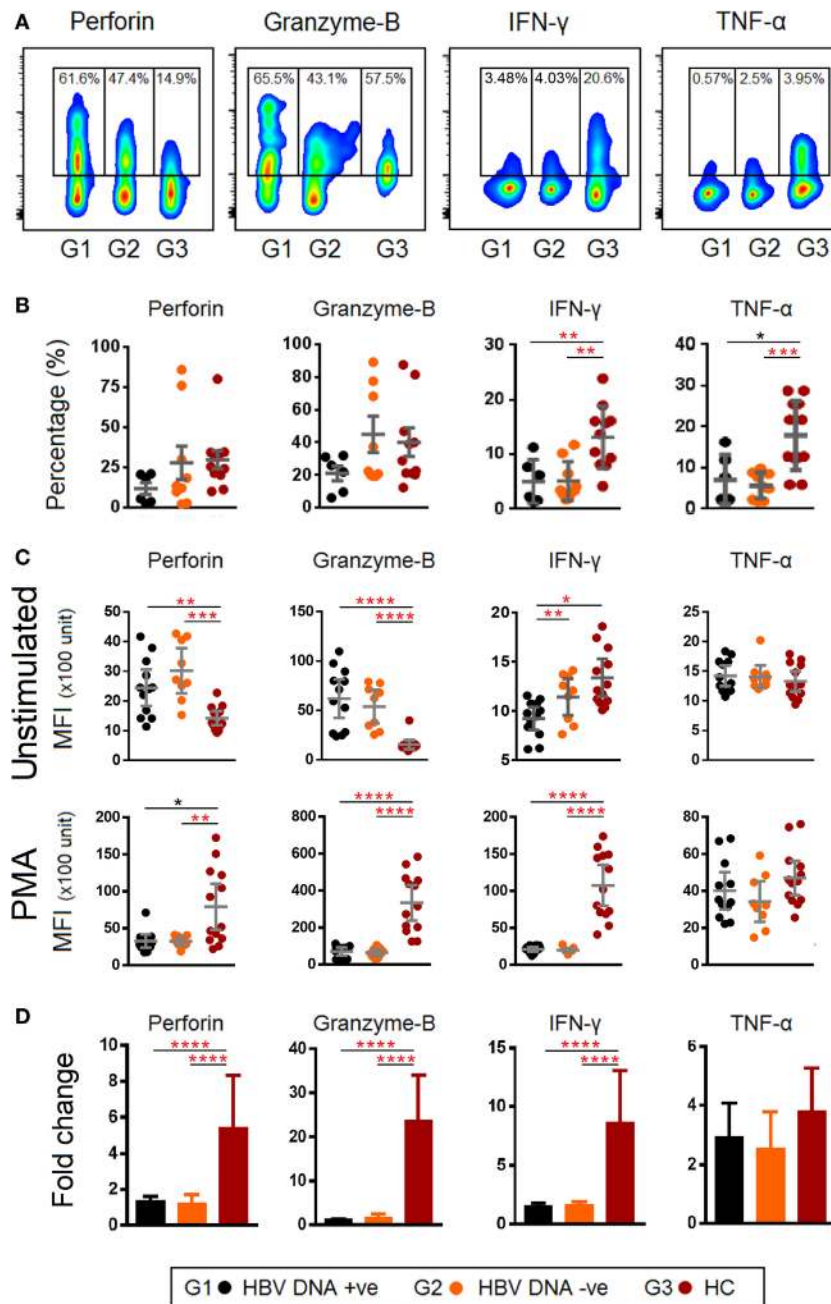 A Perforin Granzyme-B IFN-γ TNF-α
61.6% 47.4% 14.9% 65.5% 43.1% 57.5% 3.48% 4.03% 20.6% 0.57% 2.5% 3.95%
G1 G2 G3 G1 G2 G3 G1 G2 G3 G1 G2 G3
B Perforin Granzyme-B IFN-γ TNF-α
Percentage (%)
100 75 50 25 0
100 80 60 40 20 0
30 20 10 0
40 30 20 10 0
** ** * ***
C Perforin Granzyme-B IFN-γ TNF-α
Unstimulated
MFI (x100 unit)
50 40 30 20 10 0
150 100 50 0
20 15 10 5
25 20 15 10 5 0
** *** **** **** * **
PMA
MFI (x100 unit)
200 150 100 50 0
800 600 400 200 0
200 150 100 50 0
80 60 40 20 0
* ** **** **** **** ****
D Perforin Granzyme-B IFN-γ TNF-α
Fold change
10 8 6 4 2 0
40 30 20 10 0
15 10 5 0
6 4 2 0
**** **** **** **** **** ****
G1 HBV DNA +ve G2 HBV DNA -ve G3 HC